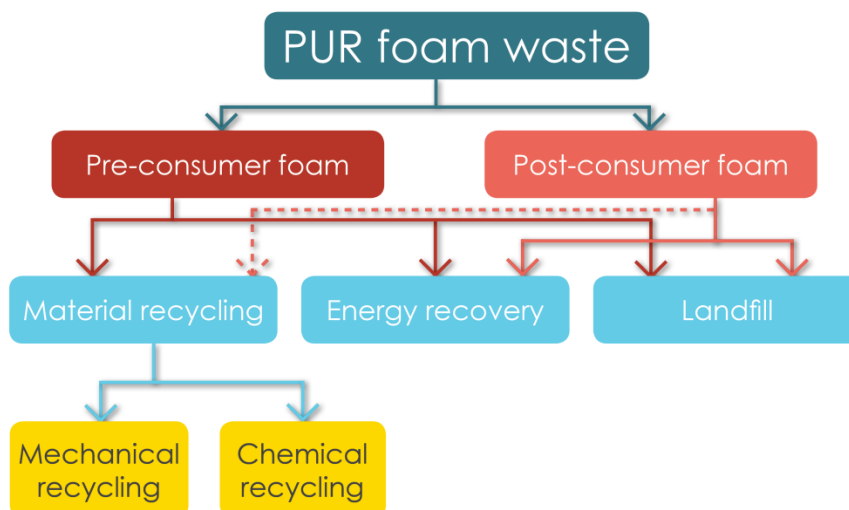 PUR foam waste
Pre-consumer foam
Post-consumer foam
Material recycling
Energy recovery
Landfill
Mechanical
recycling
Chemical
recycling